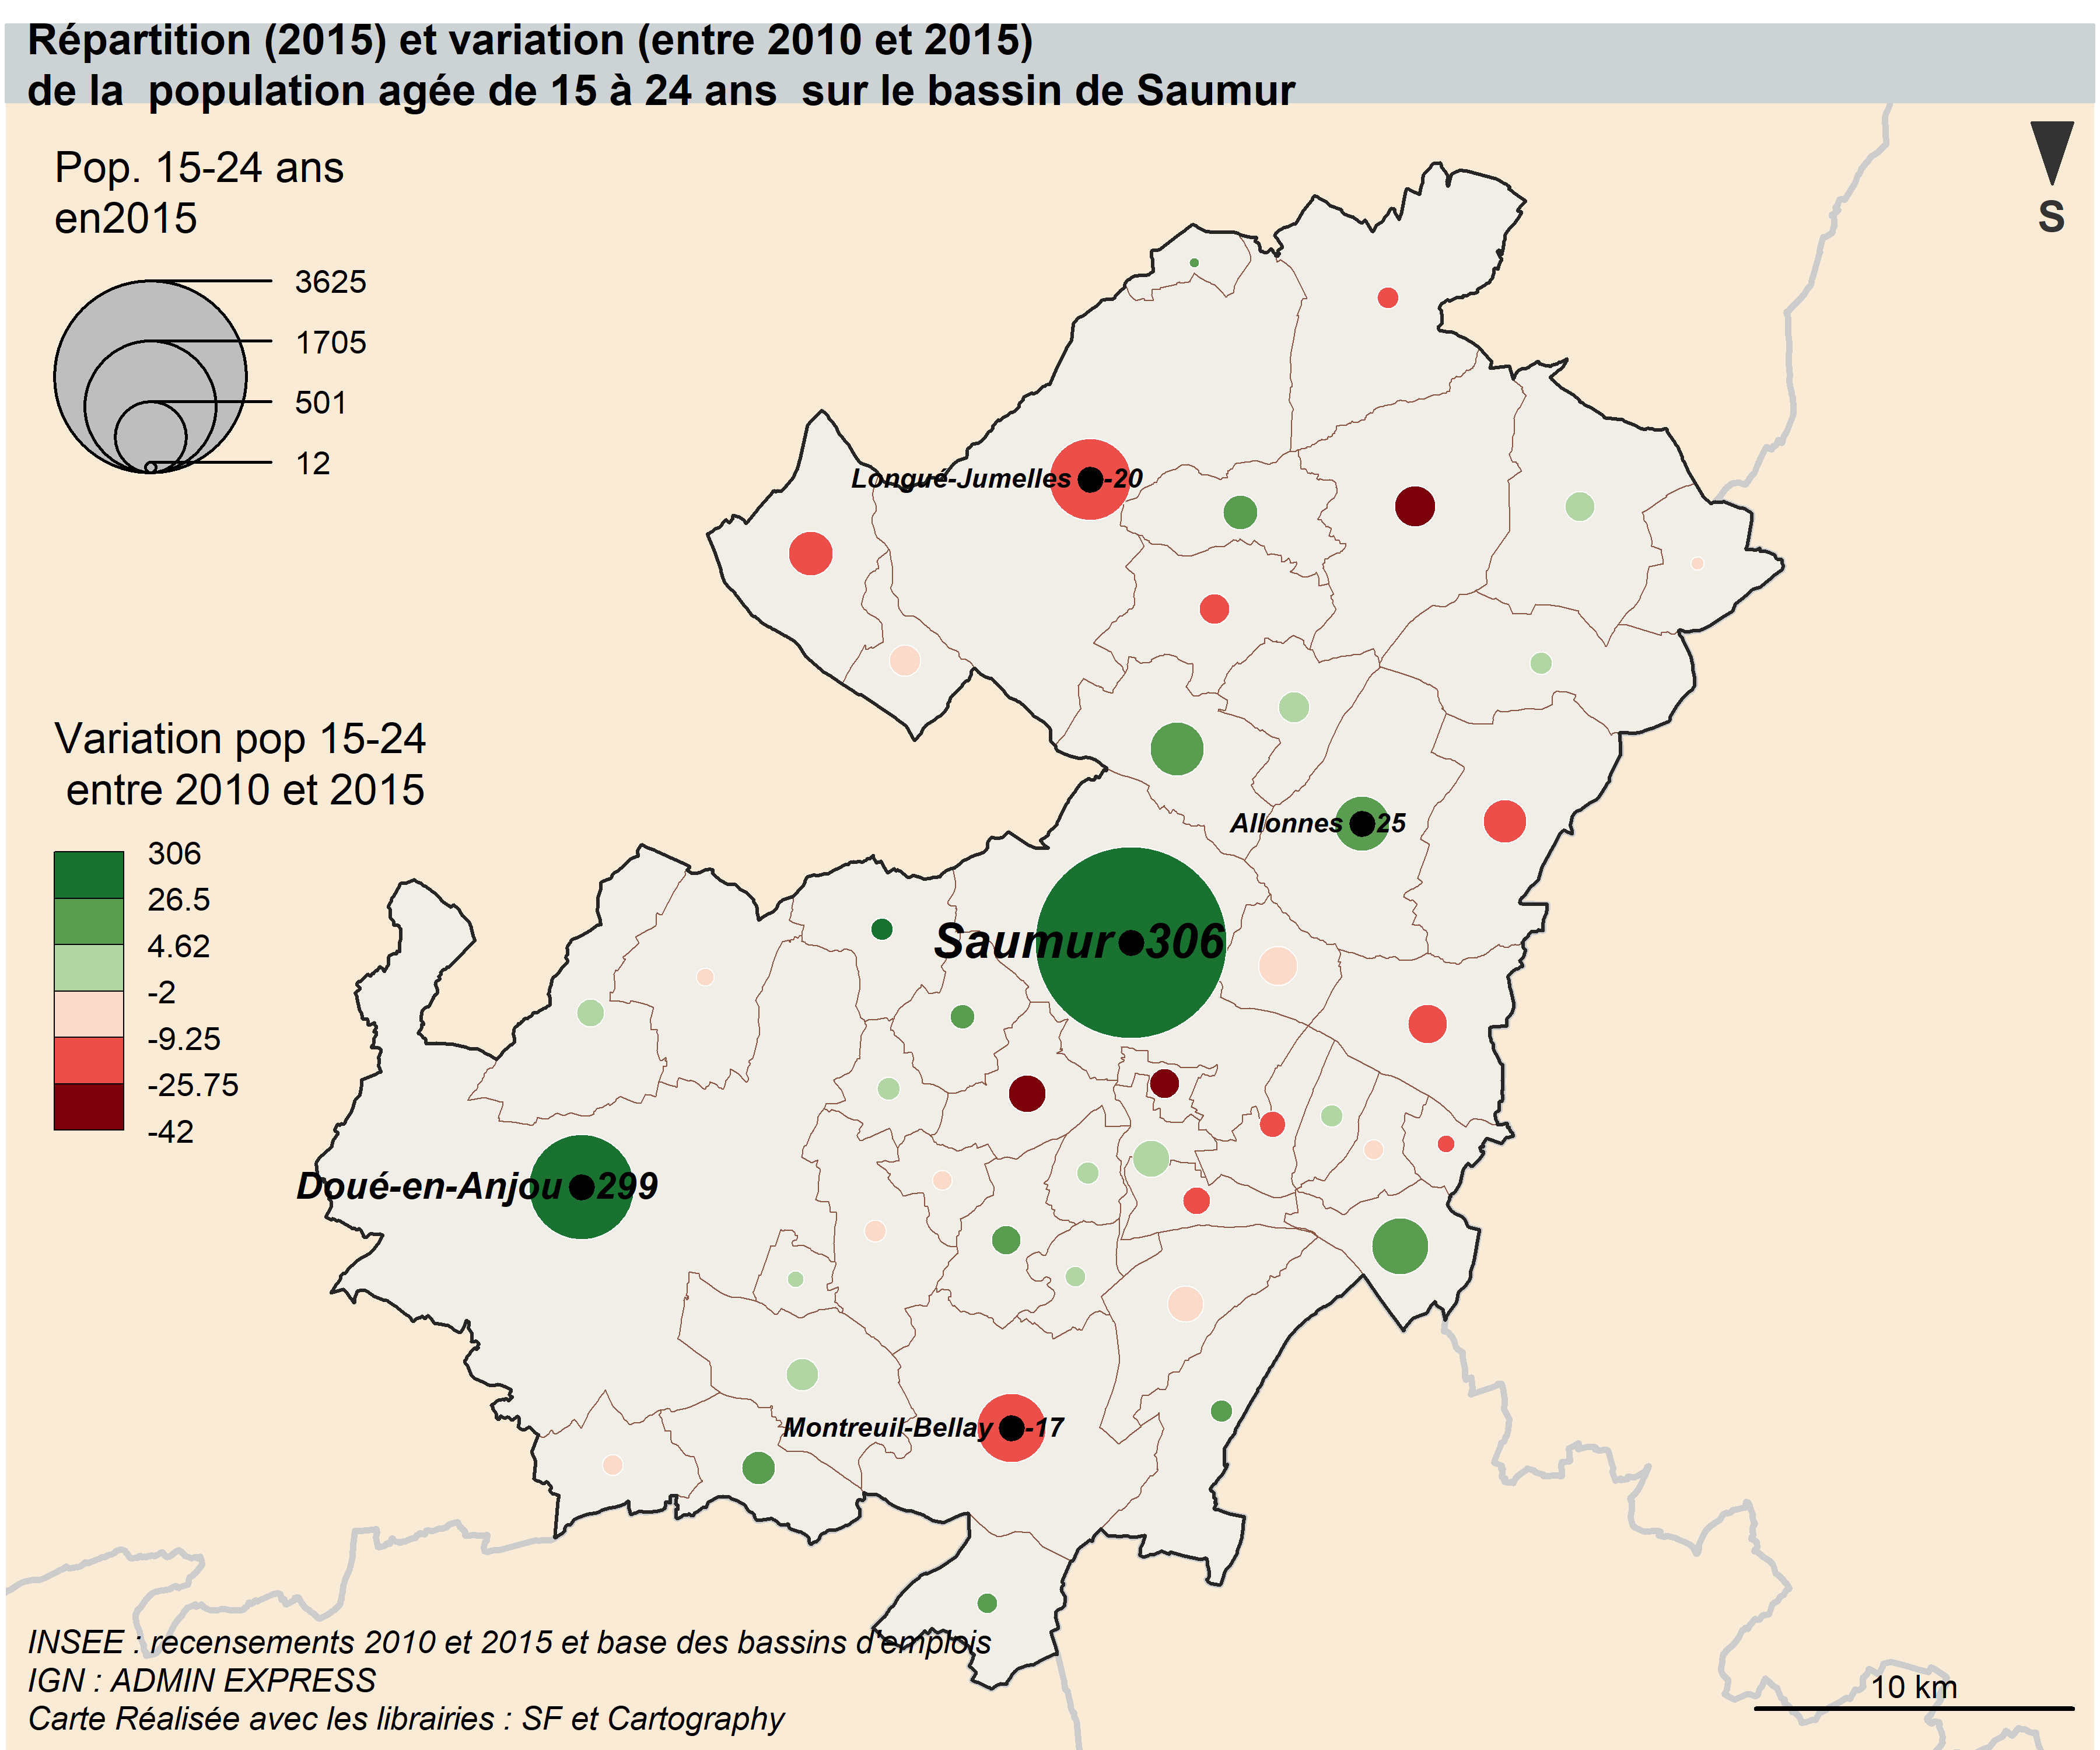 Répartition (2015) et variation (entre 2010 et 2015)
de la  population agée de 15 à 24 ans  sur le bassin de Saumur
Pop. 15-24 ans
en2015
3625
1705
501
12
S
Longué-Jumelles -20
Variation pop 15-24
entre 2010 et 2015
306
26.5
4.62
-2
-9.25
-25.75
-42
Allonnes 25
Saumur 306
Doué-en-Anjou 299
Montreuil-Bellay -17
INSEE : recensements 2010 et 2015 et base des bassins d'emplois
IGN : ADMIN EXPRESS
Carte Réalisée avec les librairies : SF et Cartography
10 km